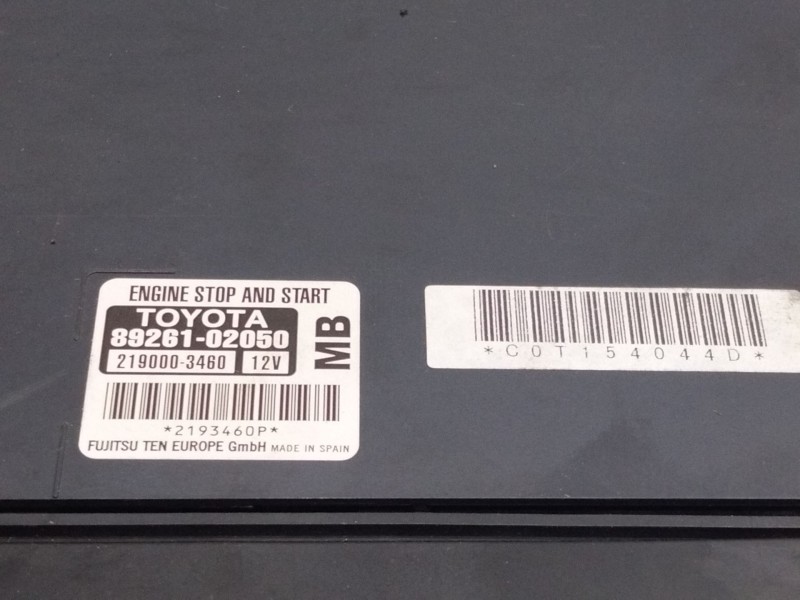 ENGINE STOP AND START
TOYOTA
89261-02050
219000-3460 12V
MB
*2193460P*
FUJITSU TEN EUROPE GmbH MADE IN SPAIN
*C0T154044D*